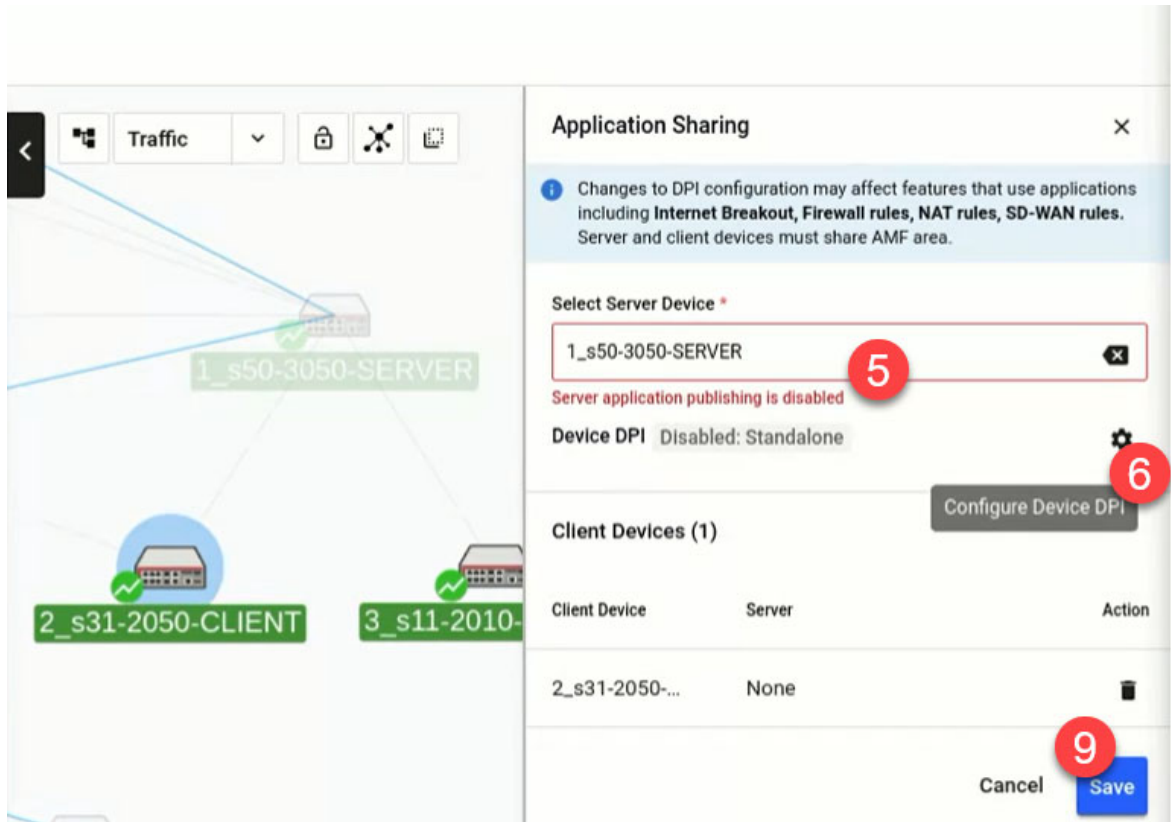 Traffic
1_s50-3050-SERVER
2_s31-2050-CLIENT
3_s11-2010-
Application Sharing
Changes to DPI configuration may affect features that use applications
including Internet Breakout, Firewall rules, NAT rules, SD-WAN rules.
Server and client devices must share AMF area.
Select Server Device *
1_s50-3050-SERVER
5
Server application publishing is disabled
Device DPI Disabled: Standalone
6
Configure Device DPI
Client Devices (1)
Client Device Server Action
2_s31-2050-... None
9
Cancel Save